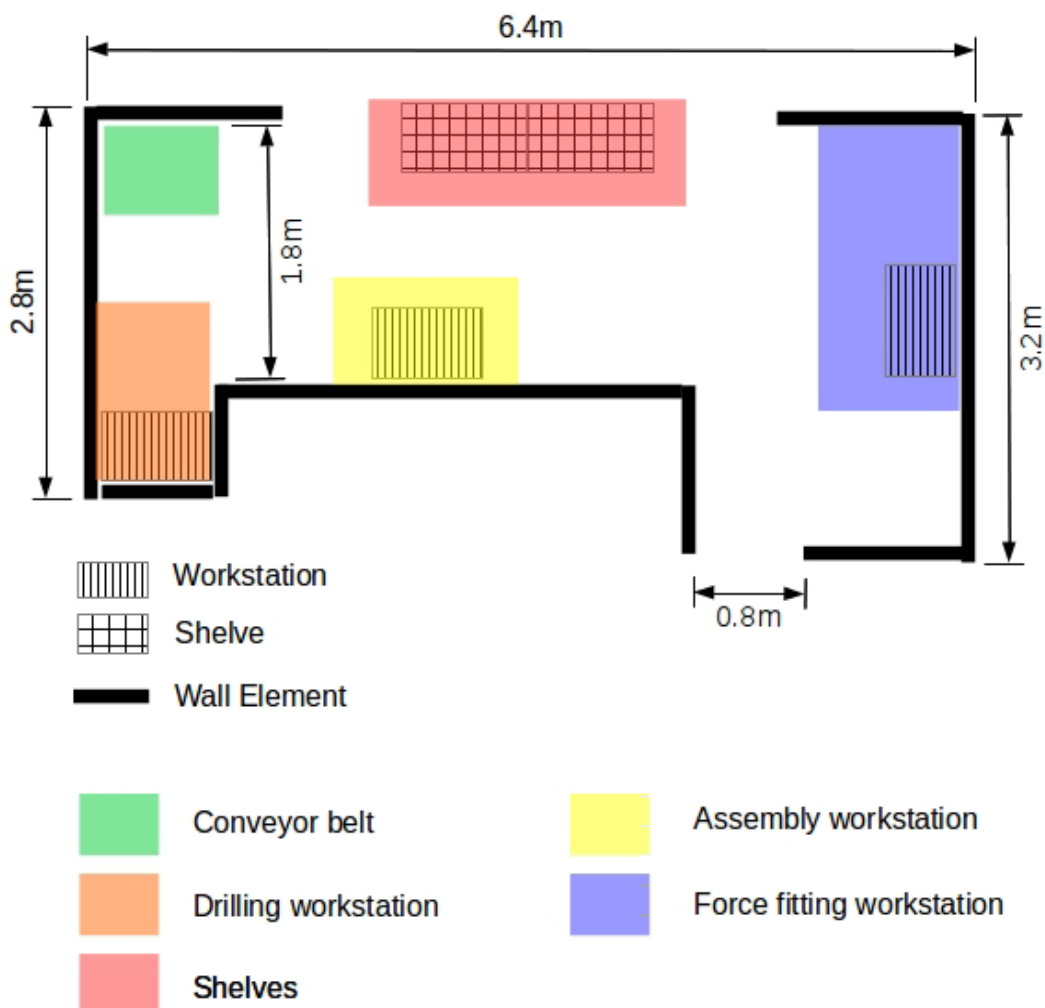 6.4m
2.8m
1.8m
3.2m
0.8m
Workstation
Shelve
Wall Element
Conveyor belt
Assembly workstation
Drilling workstation
Force fitting workstation
Shelves